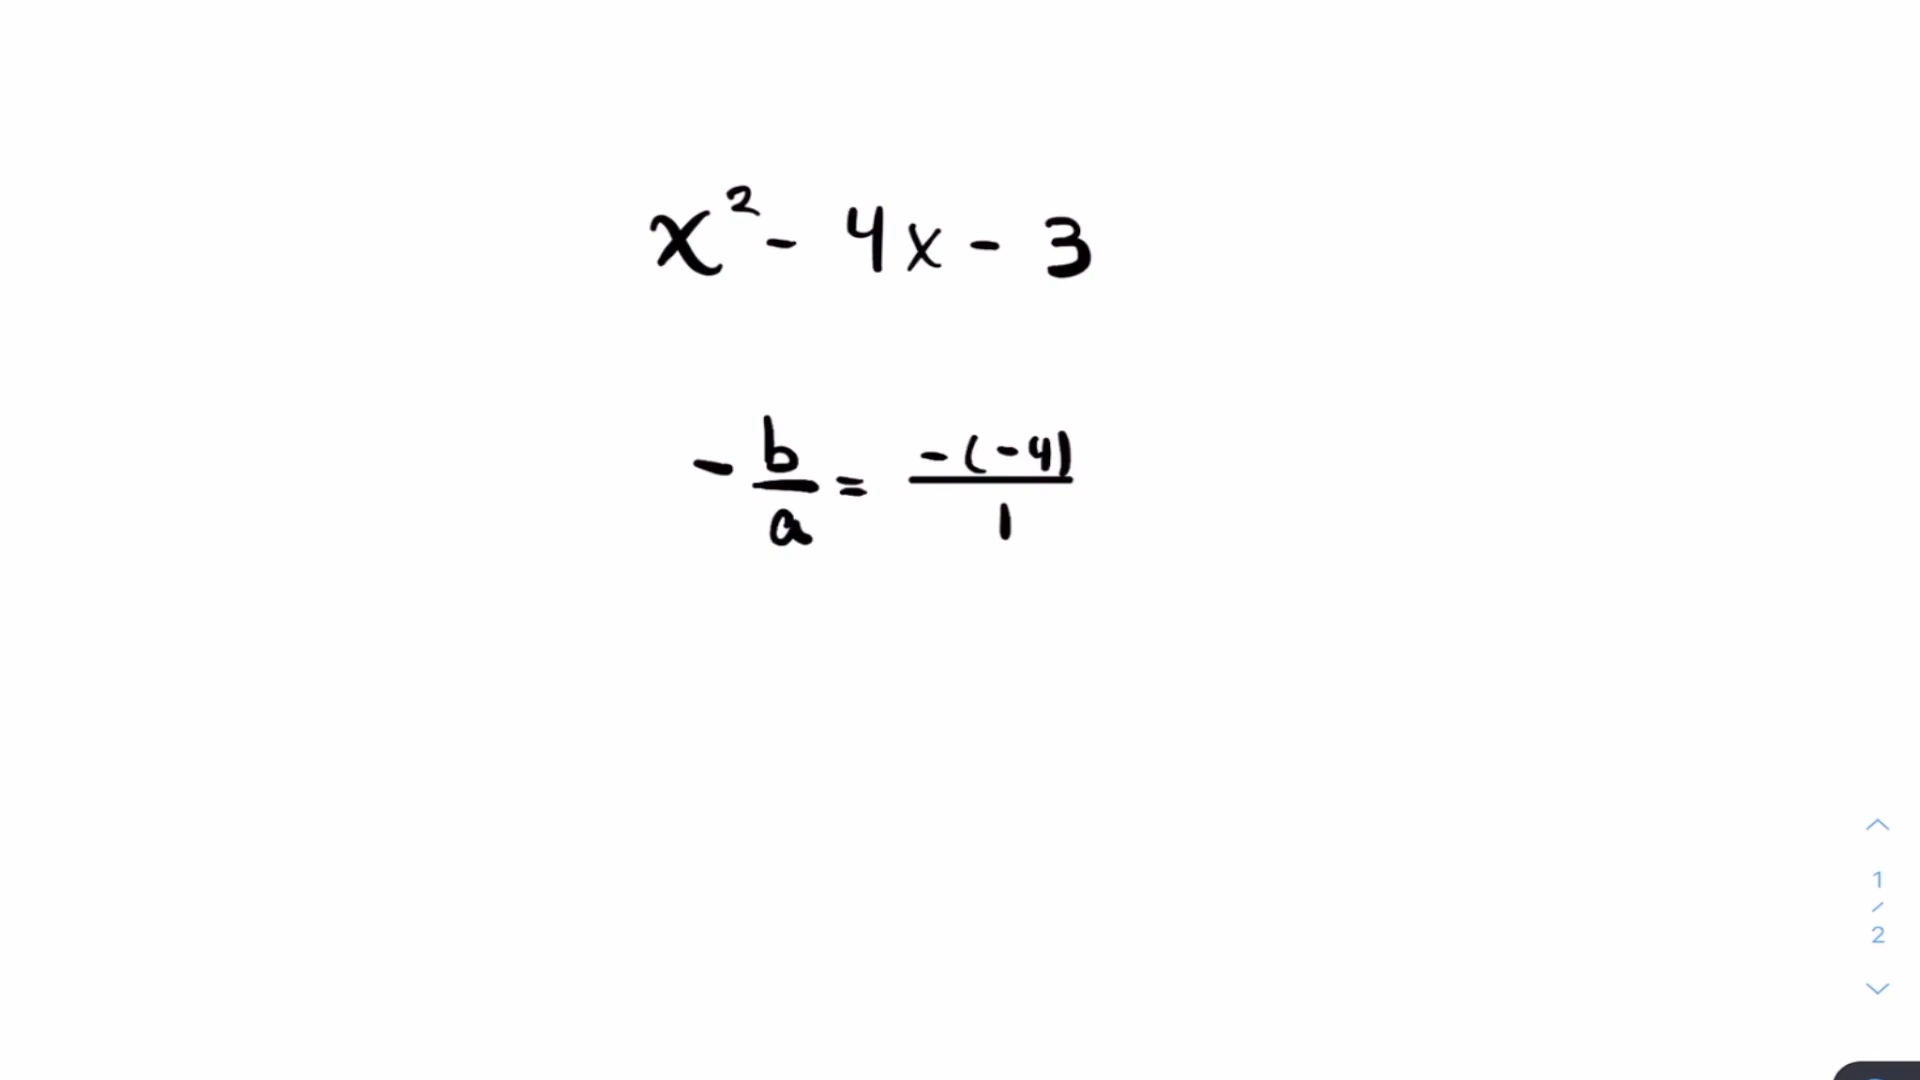 x² - 4x - 3
- b/a = -(-4)/1
1 / 2